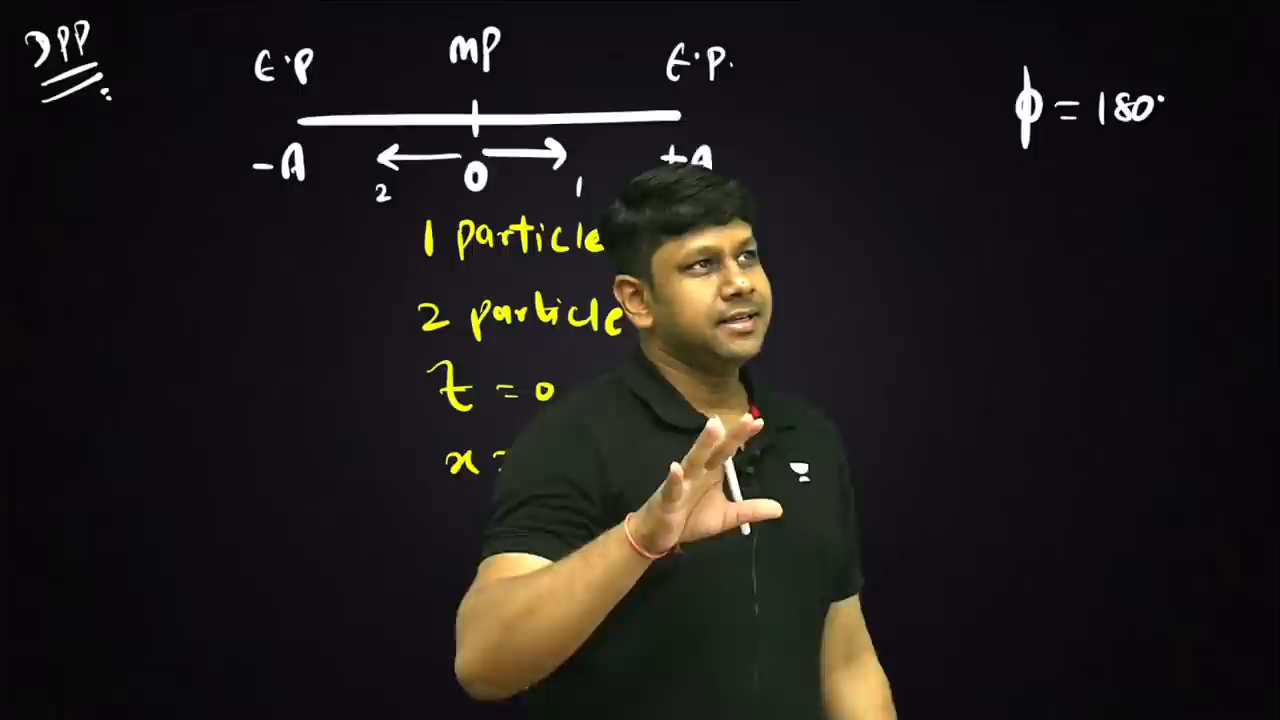 DPP
E.P MP E.P.
-A 0 +A
2 1
ϕ = 180°
1 particle
2 particle
t = 0
x =